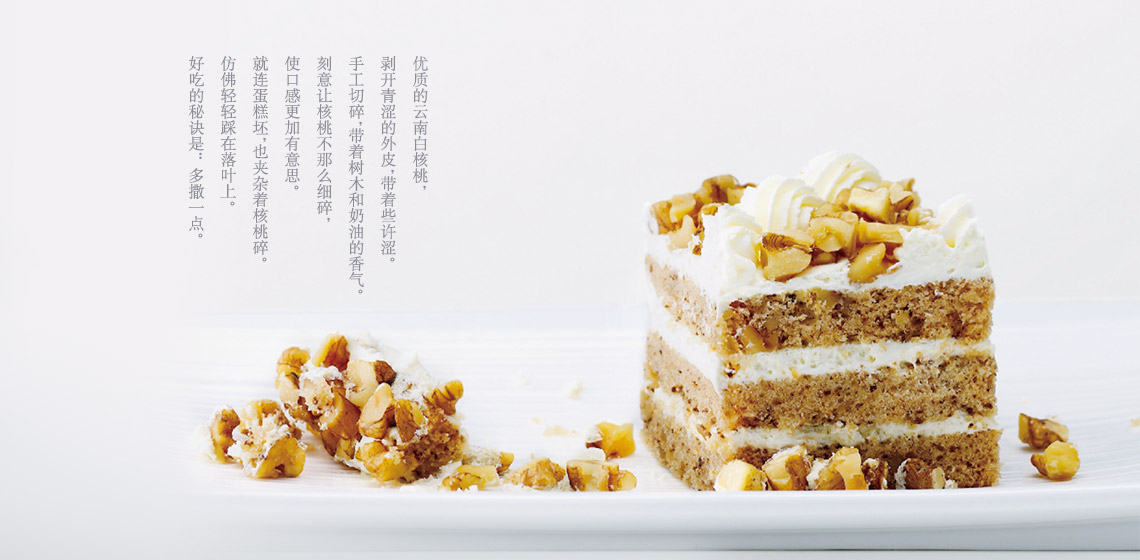 优质的云南白核桃，
剥开青涩的外皮，带着些许涩。
手工切碎，带着树木和奶油的香气。
刻意让核桃不那么细碎，
使口感更加有意思。
就连蛋糕坯，也夹杂着核桃碎。
仿佛轻轻踩在落叶上。
好吃的秘诀是：多撒一点。